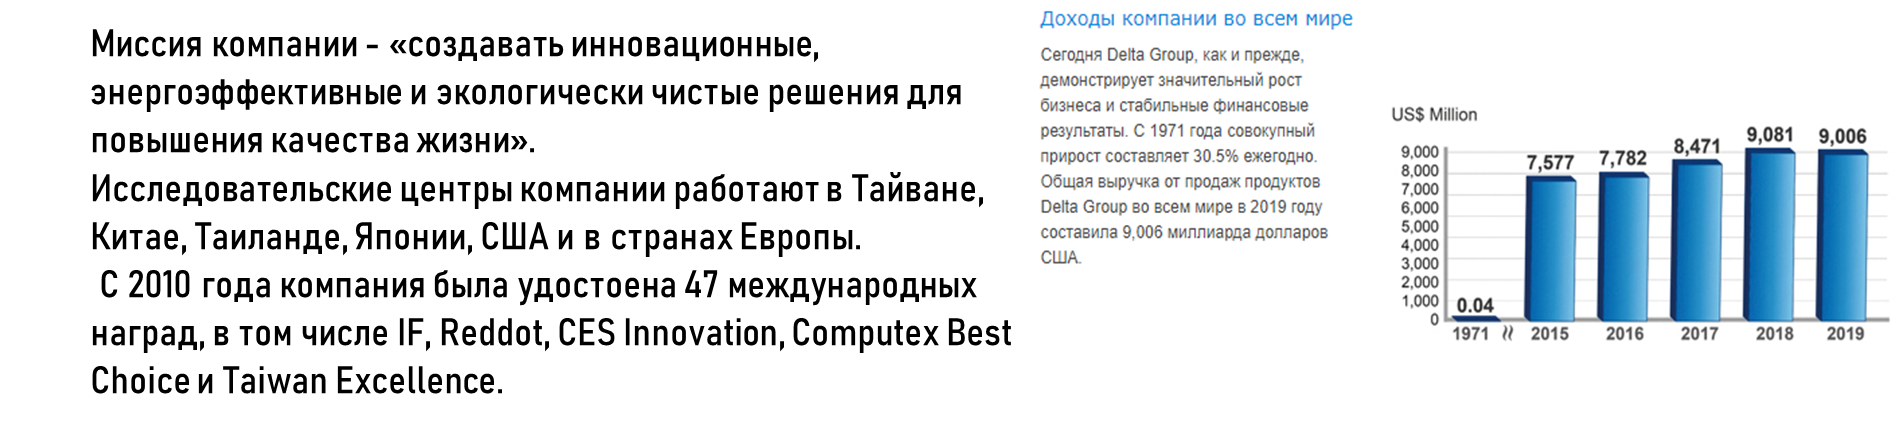 Миссия компании - «создавать инновационные,
энергоэффективные и экологически чистые решения для
повышения качества жизни».
Исследовательские центры компании работают в Тайване,
Китае, Таиланде, Японии, США и в странах Европы.
С 2010 года компания была удостоена 47 международных
наград, в том числе IF, Reddot, CES Innovation, Computex Best
Choice и Taiwan Excellence.
Доходы компании во всем мире
Сегодня Delta Group, как и прежде,
демонстрирует значительный рост
бизнеса и стабильные финансовые
результаты. С 1971 года совокупный
прирост составляет 30.5% ежегодно.
Общая выручка от продаж продуктов
Delta Group во всем мире в 2019 году
составила 9,006 миллиарда долларов
США.
US$ Million
9,000
8,000
7,000
6,000
5,000
4,000
3,000
2,000
1,000
0
0.04
7,577
7,782
8,471
9,081
9,006
1971
2015
2016
2017
2018
2019